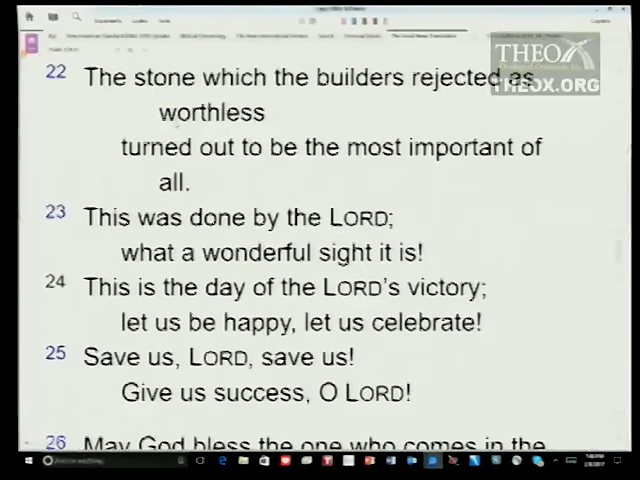 THEOX
THEOX.ORG
22 The stone which the builders rejected as
worthless
turned out to be the most important of
all.
23 This was done by the LORD;
what a wonderful sight it is!
24 This is the day of the LORD's victory;
let us be happy, let us celebrate!
25 Save us, LORD, save us!
Give us success, O LORD!
26 May God bless the one who comes in the